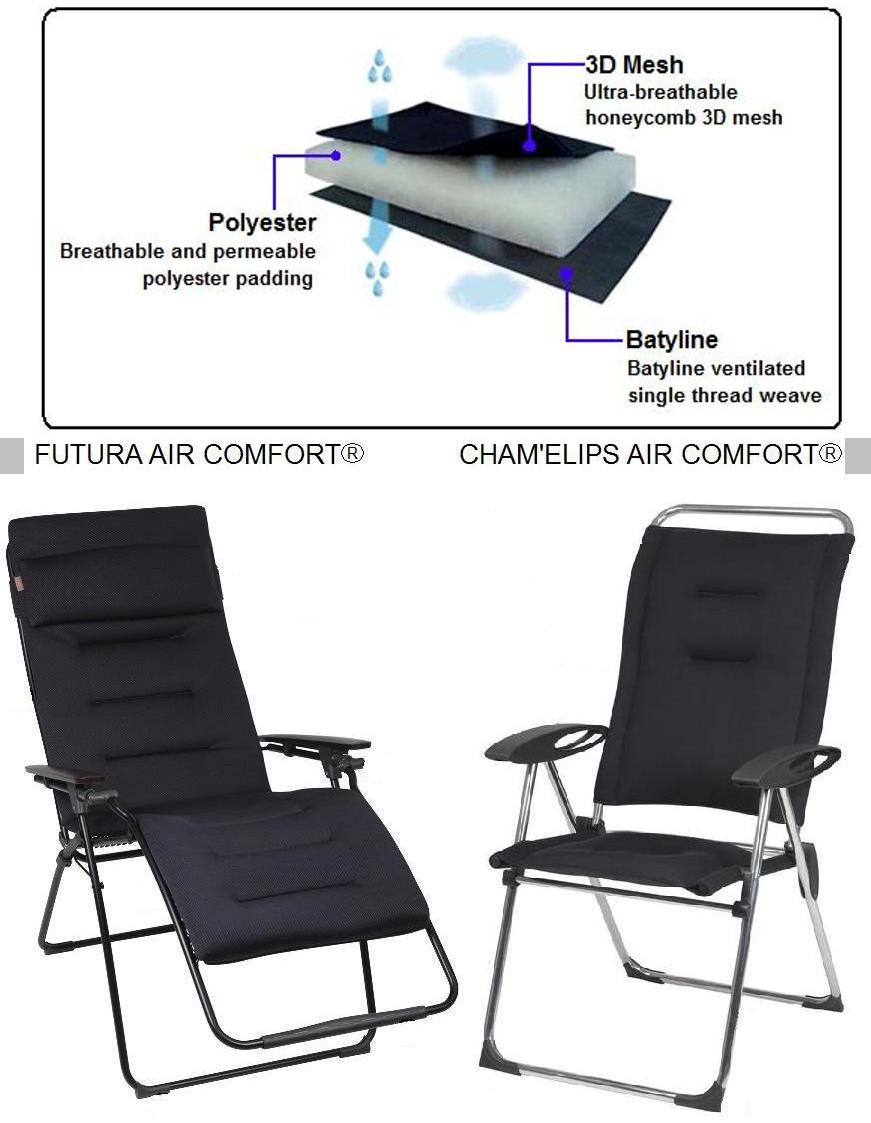 3D Mesh
Ultra-breathable
honeycomb 3D mesh
Polyester
Breathable and permeable
polyester padding
Batyline
Batyline ventilated
single thread weave
FUTURA AIR COMFORT®
CHAM'ELIPS AIR COMFORT®